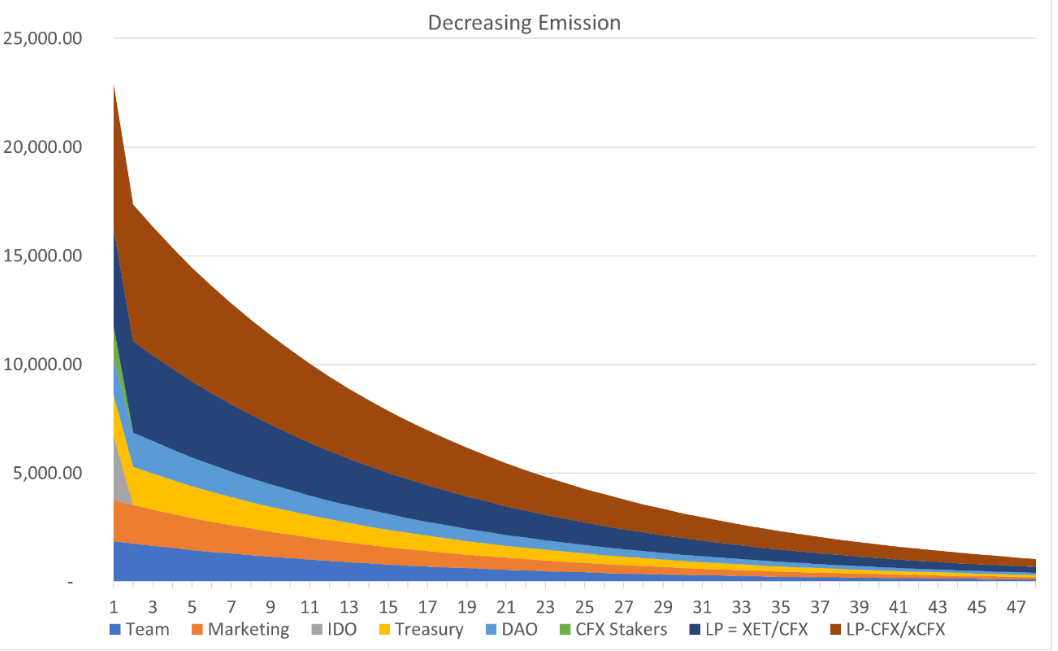 Decreasing Emission
25,000.00
20,000.00
15,000.00
10,000.00
5,000.00
-
1 3 5 7 9 11 13 15 17 19 21 23 25 27 29 31 33 35 37 39 41 43 45 47
Team Marketing IDO Treasury DAO CFX Stakers LP = XET/CFX LP-CFX/xCFX